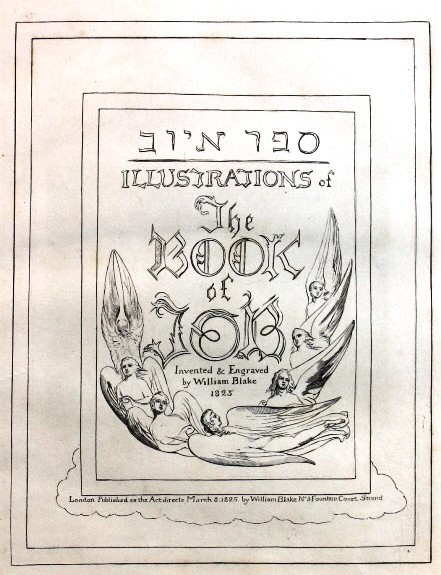 ספר איוב
ILLUSTRATIONS of
The
BOOK
of
JOB
Invented & Engraved
by William Blake
1825
London Published as the Act directs March 8: 1825 by William Blake No 3 Fountain Court Strand